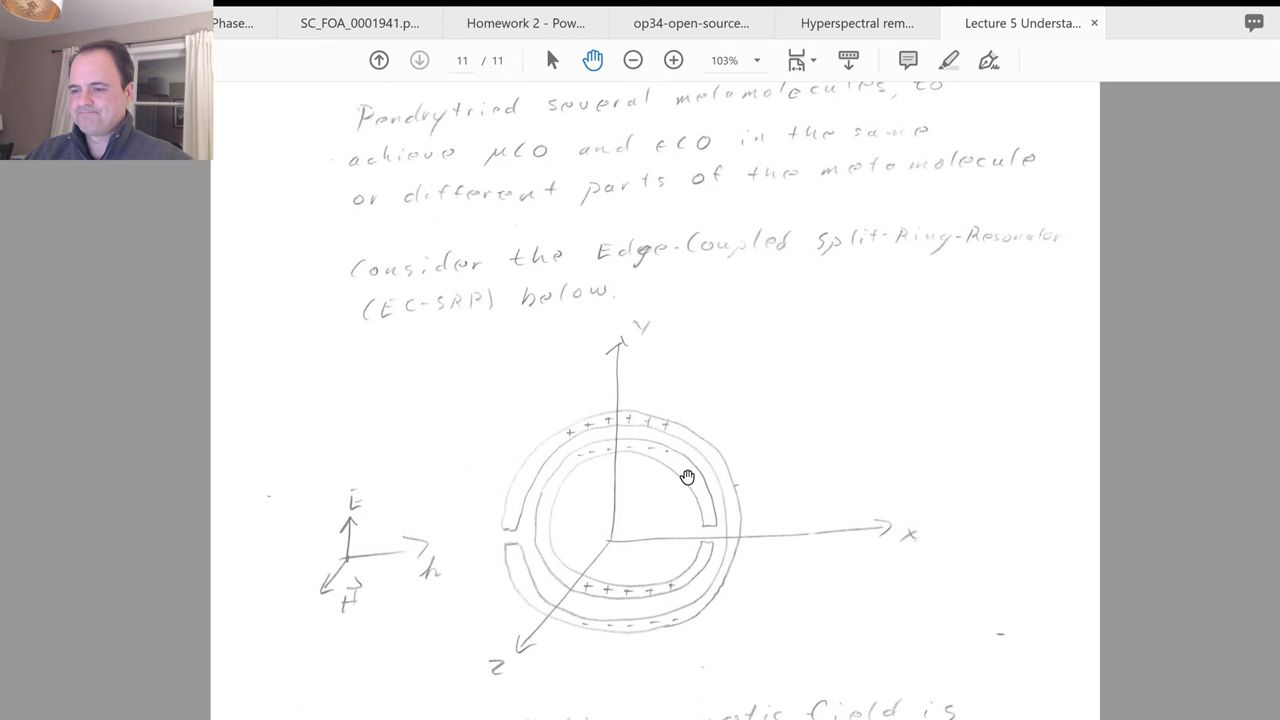 Phase...
SC_FOA_0001941.p...
Homework 2 - Pow...
op34-open-source...
Hyperspectral rem...
Lecture 5 Understa...
11 / 11
103%
Pendry tried several metamolecules, to
achieve μ<0 and ε<0 in the same
or different parts of the metamolecule
Consider the Edge-Coupled Split-Ring-Resonator
(EC-SRR) below.
y
+ + + + + +
- - - - - -
E
x
k
H
+ + + + +
- - - - -
z
field is